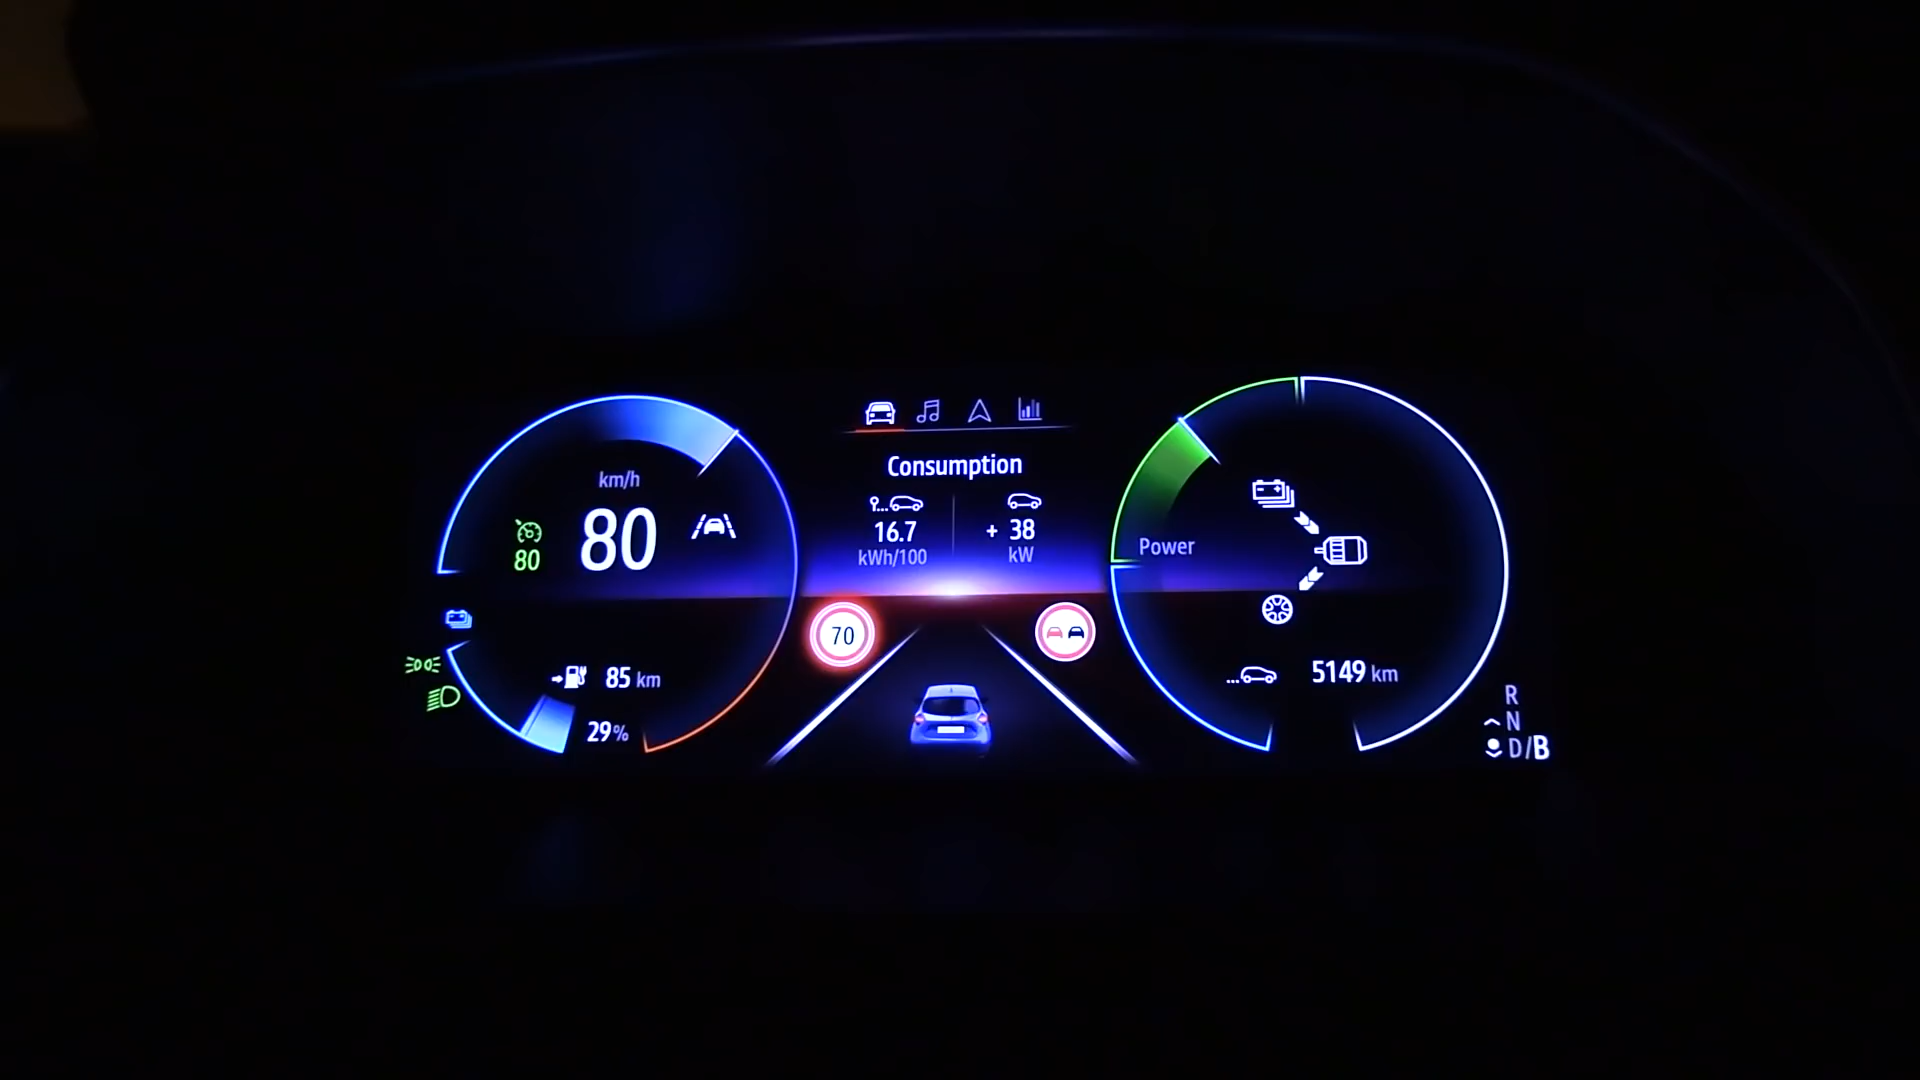 km/h
80
80
Consumption
16.7
kWh/100
+ 38
kW
Power
70
85 km
29%
5149 km
R
N
D/B